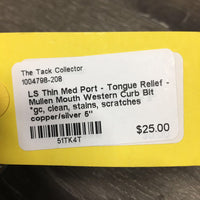 The Tack Collector
1004798-208
LS Thin Med Port - Tongue Relief -
Mullen Mouth Western Curb Bit
*gc, clean, stains, scratches
copper/silver 5"
51TK4T
$25.00